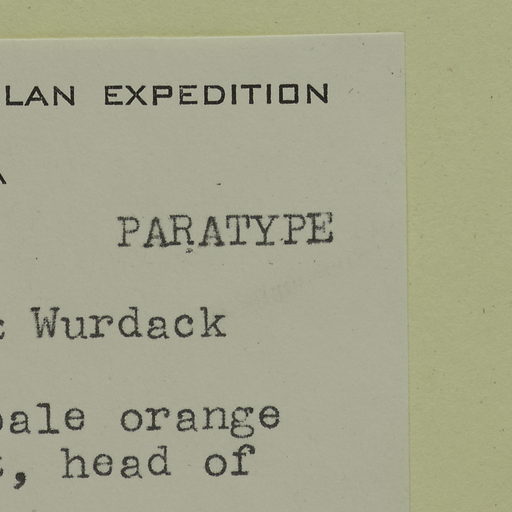 LAN EXPEDITION
PARATYPE
Wurdack
pale orange
, head of